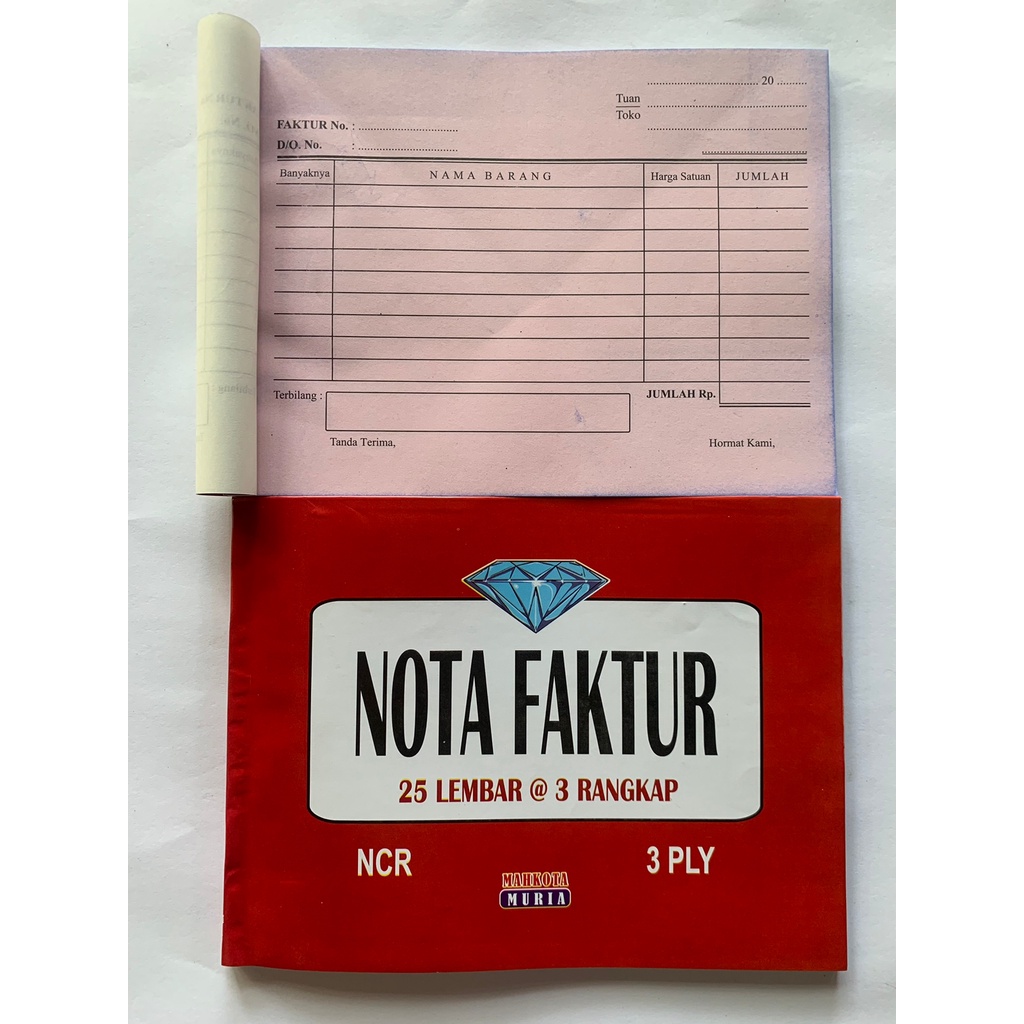 20
Tuan
Toko
FAKTUR No. :
D/O. No. :
Banyaknya NAMA BARANG Harga Satuan JUMLAH
Terbilang : JUMLAH Rp.
Tanda Terima, Hormat Kami,
NOTA FAKTUR
25 LEMBAR @ 3 RANGKAP
NCR 3 PLY
MAHKOTA
MURIA